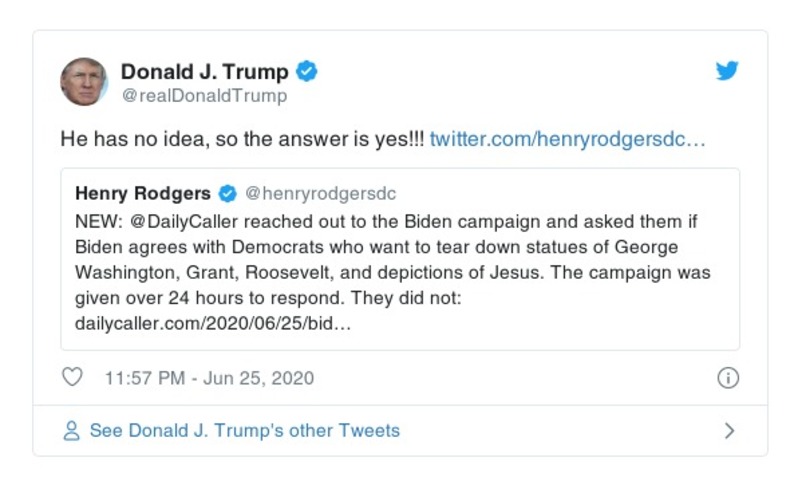 Donald J. Trump
@realDonaldTrump
He has no idea, so the answer is yes!!! twitter.com/henryrodgersdc…
Henry Rodgers @henryrodgersdc
NEW: @DailyCaller reached out to the Biden campaign and asked them if
Biden agrees with Democrats who want to tear down statues of George
Washington, Grant, Roosevelt, and depictions of Jesus. The campaign was
given over 24 hours to respond. They did not:
dailycaller.com/2020/06/25/bid…
11:57 PM - Jun 25, 2020
See Donald J. Trump's other Tweets